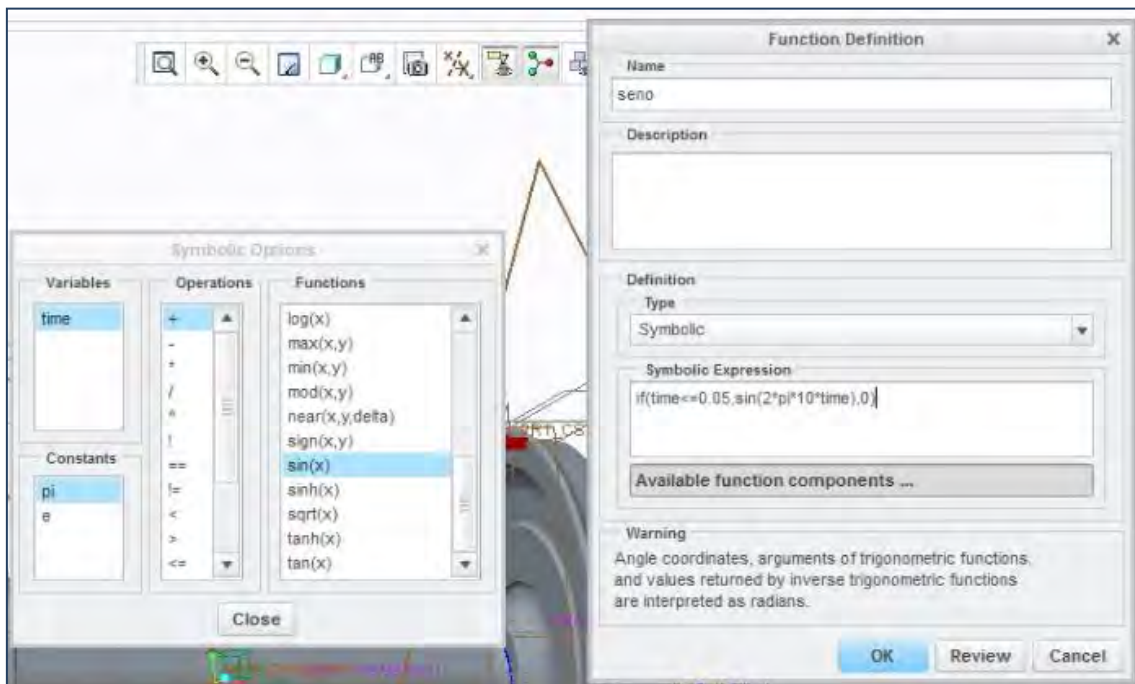 Function Definition
Name
seno
Description
Definition
Type
Symbolic
Symbolic Expression
if(time<=0.05,sin(2*pi*10*time),0)
Available function components ...
Warning
Angle coordinates, arguments of trigonometric functions,
and values returned by inverse trigonometric functions
are interpreted as radians.
OK
Review
Cancel
Symbolic Options
Variables
time
Constants
pi
e
Operations
+
-
*
/
^
!
==
!=
<
>
<=
Functions
log(x)
max(x,y)
min(x,y)
mod(x,y)
near(x,y,delta)
sign(x,y)
sin(x)
sinh(x)
sqrt(x)
tanh(x)
tan(x)
Close